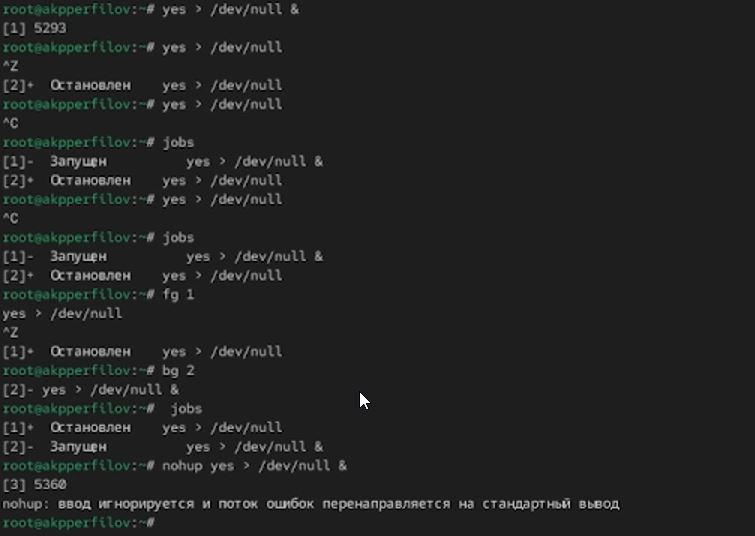 root@akpperfilov:~# yes > /dev/null &
[1] 5293
root@akpperfilov:~# yes > /dev/null
^Z
[2]+  Остановлен    yes > /dev/null
root@akpperfilov:~# yes > /dev/null
^C
root@akpperfilov:~# jobs
[1]-  Запущен          yes > /dev/null &
[2]+  Остановлен    yes > /dev/null
root@akpperfilov:~# yes > /dev/null
^C
root@akpperfilov:~# jobs
[1]-  Запущен          yes > /dev/null &
[2]+  Остановлен    yes > /dev/null
root@akpperfilov:~# fg 1
yes > /dev/null
^Z
[1]+  Остановлен    yes > /dev/null
root@akpperfilov:~# bg 2
[2]- yes > /dev/null &
root@akpperfilov:~#  jobs
[1]+  Остановлен    yes > /dev/null
[2]-  Запущен          yes > /dev/null &
root@akpperfilov:~# nohup yes > /dev/null &
[3] 5360
nohup: ввод игнорируется и поток ошибок перенаправляется на стандартный вывод
root@akpperfilov:~#